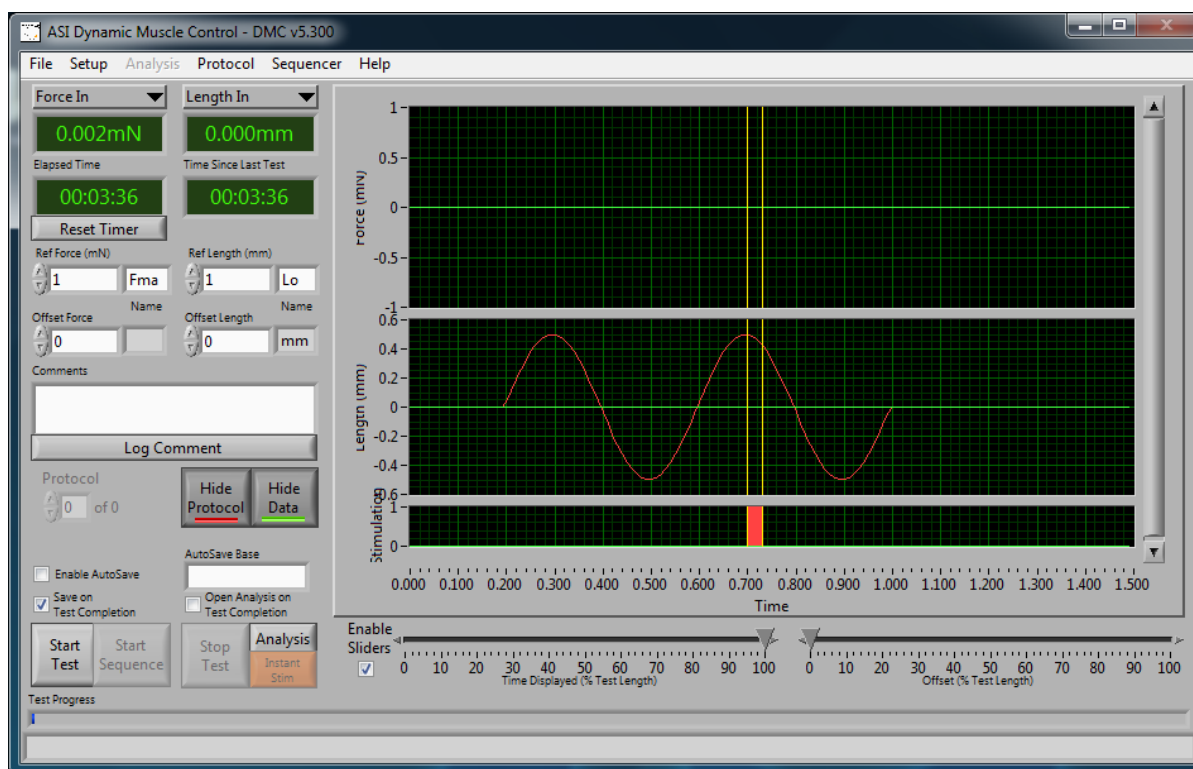 ASI Dynamic Muscle Control - DMC v5.300
File Setup Analysis Protocol Sequencer Help
Force In Length In
0.002mN 0.000mm
Elapsed Time Time Since Last Test
00:03:36 00:03:36
Reset Timer
Ref Force (mN) Ref Length (mm)
1 Fma 1 Lo
Name Name
Offset Force Offset Length
0 0 mm
Comments
Log Comment
Protocol
0 of 0
Hide Protocol
Hide Data
AutoSave Base
Enable AutoSave
Save on
Test Completion
Open Analysis on
Test Completion
Start
Test
Start
Sequence
Stop
Test
Analysis
Instant
Stim
Test Progress
Force (mN)
1
0.5
0
-0.5
-1
Length (mm)
0.6
0.4
0.2
0
-0.2
-0.4
0.6
Stimulation
1
0
0.000 0.100 0.200 0.300 0.400 0.500 0.600 0.700 0.800 0.900 1.000 1.100 1.200 1.300 1.400 1.500
Time
Enable
Sliders
0 10 20 30 40 50 60 70 80 90 100
Time Displayed (% Test Length)
0 10 20 30 40 50 60 70 80 90 100
Offset (% Test Length)